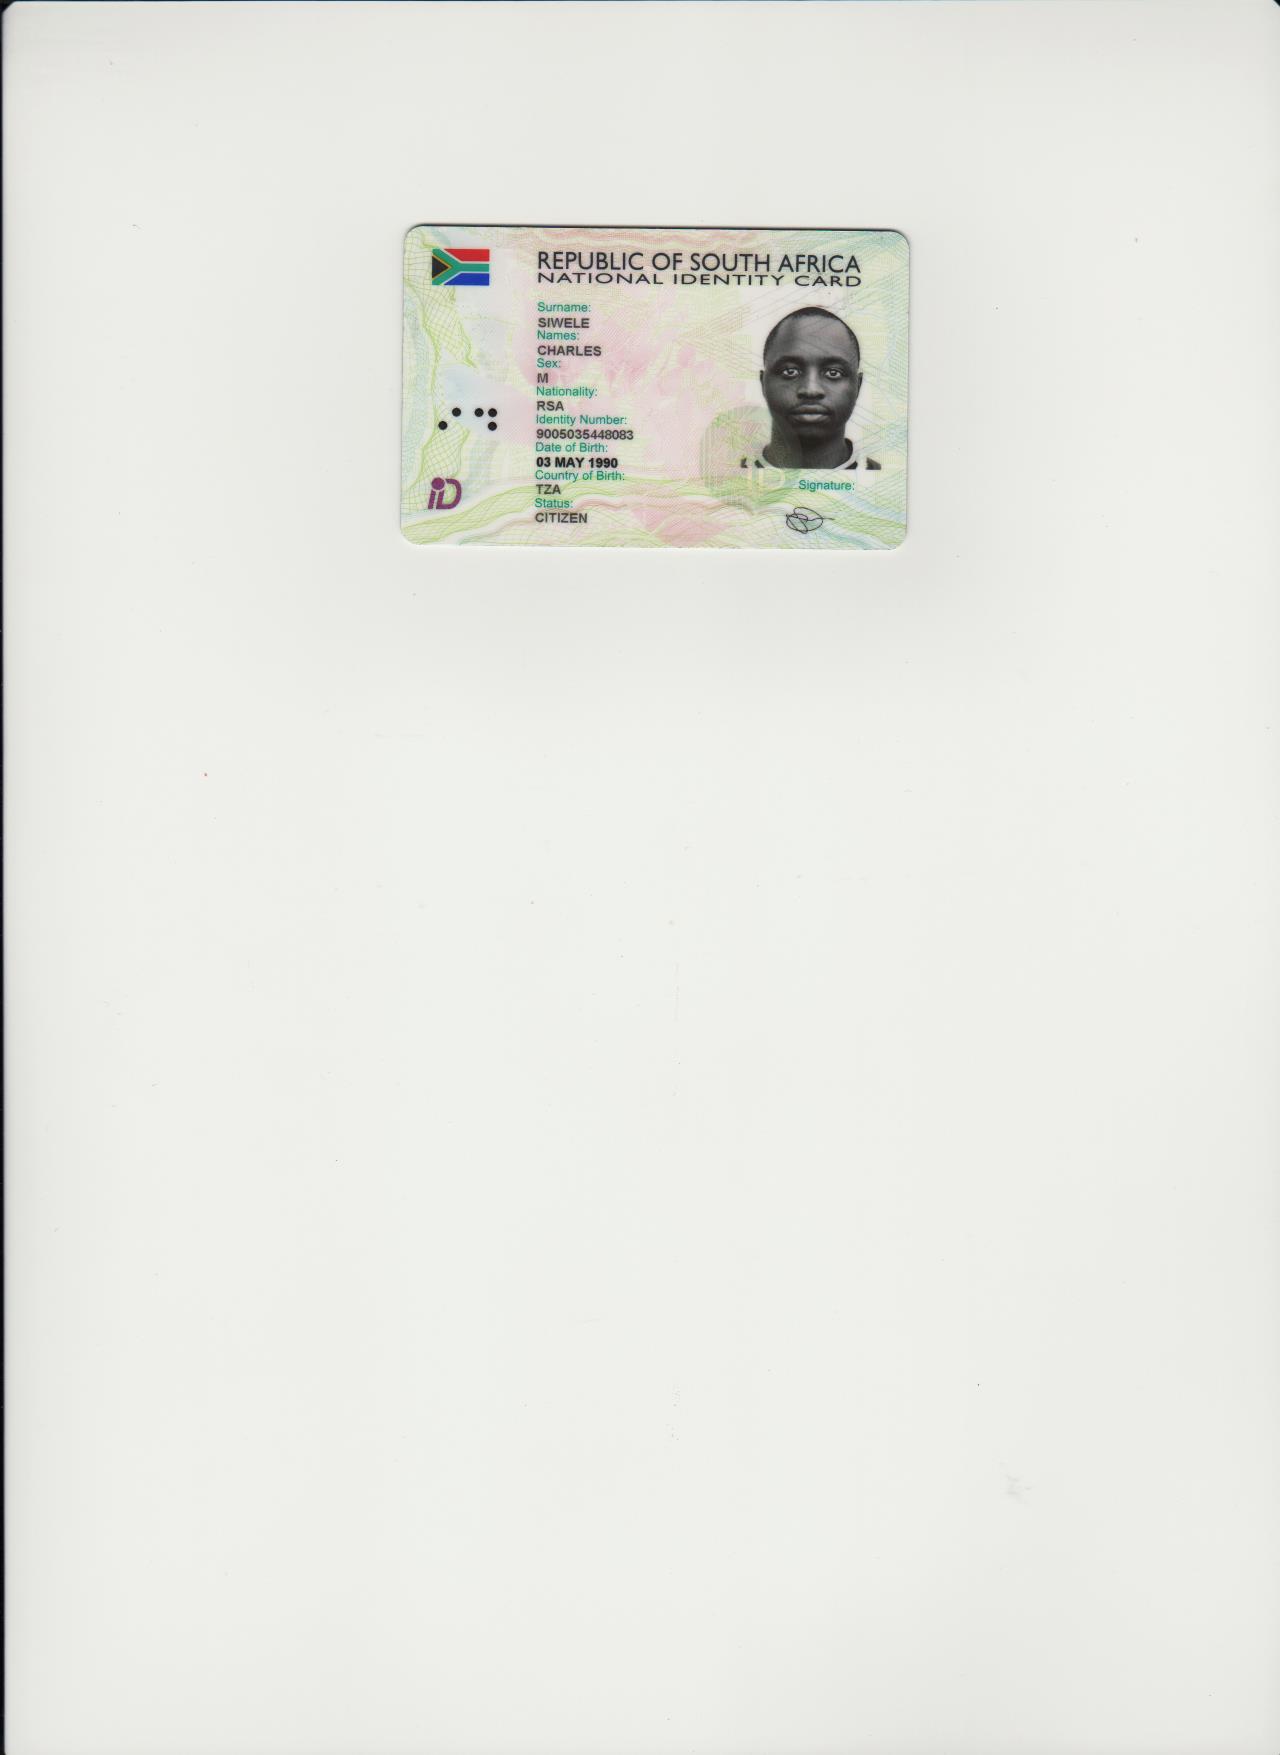 REPUBLIC OF SOUTH AFRICA
NATIONAL IDENTITY CARD
Surname:
SIWELE
Names:
CHARLES
Sex:
M
Nationality:
RSA
Identity Number:
9005035448083
Date of Birth:
03 MAY 1990
Country of Birth:
TZA
Status:
CITIZEN
Signature:
iD